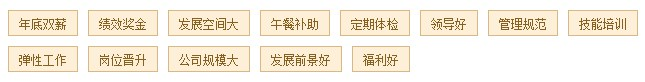 年底双薪 绩效奖金 发展空间大 午餐补助 定期体检 领导好 管理规范 技能培训
弹性工作 岗位晋升 公司规模大 发展前景好 福利好